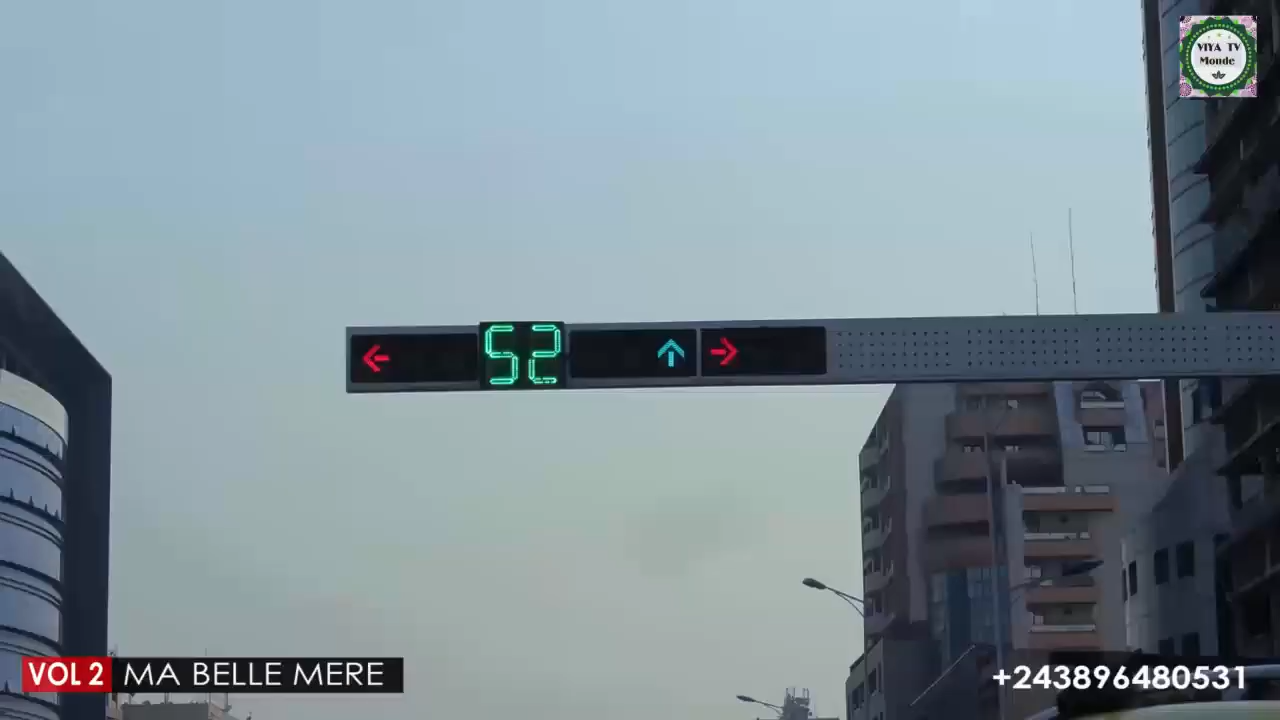 VIYA TV
Monde
52
VOL 2 MA BELLE MERE
+243896480531